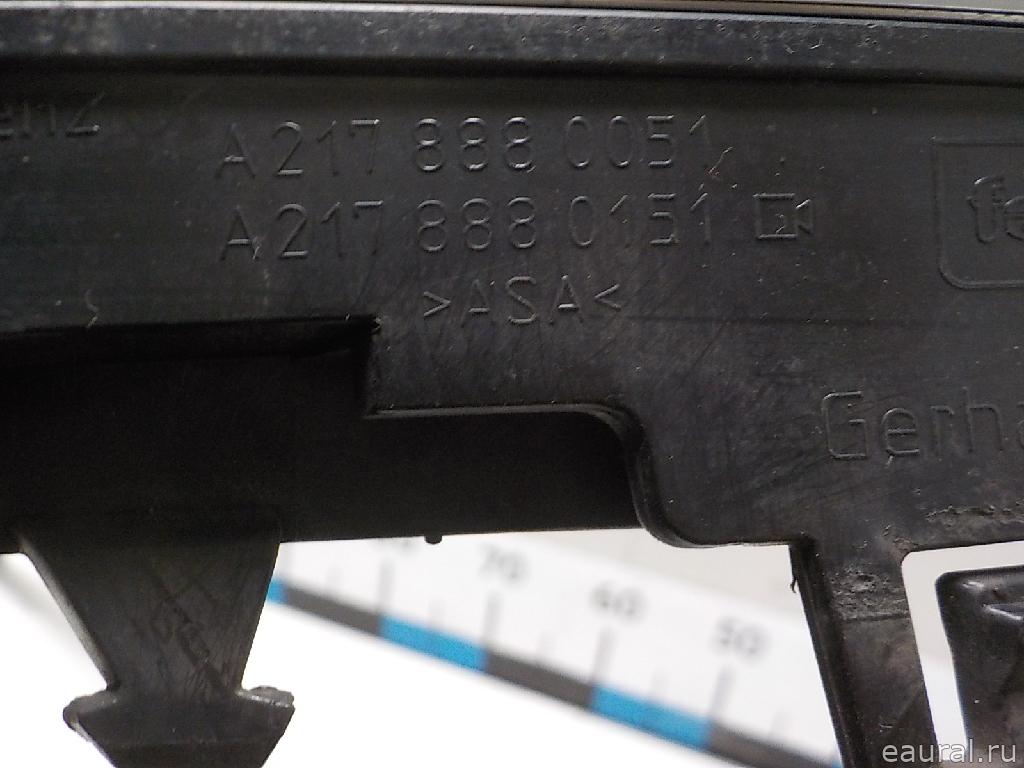 A 217 888 0051
A 217 888 0151
>ASA<
70
60
50
eaural.ru